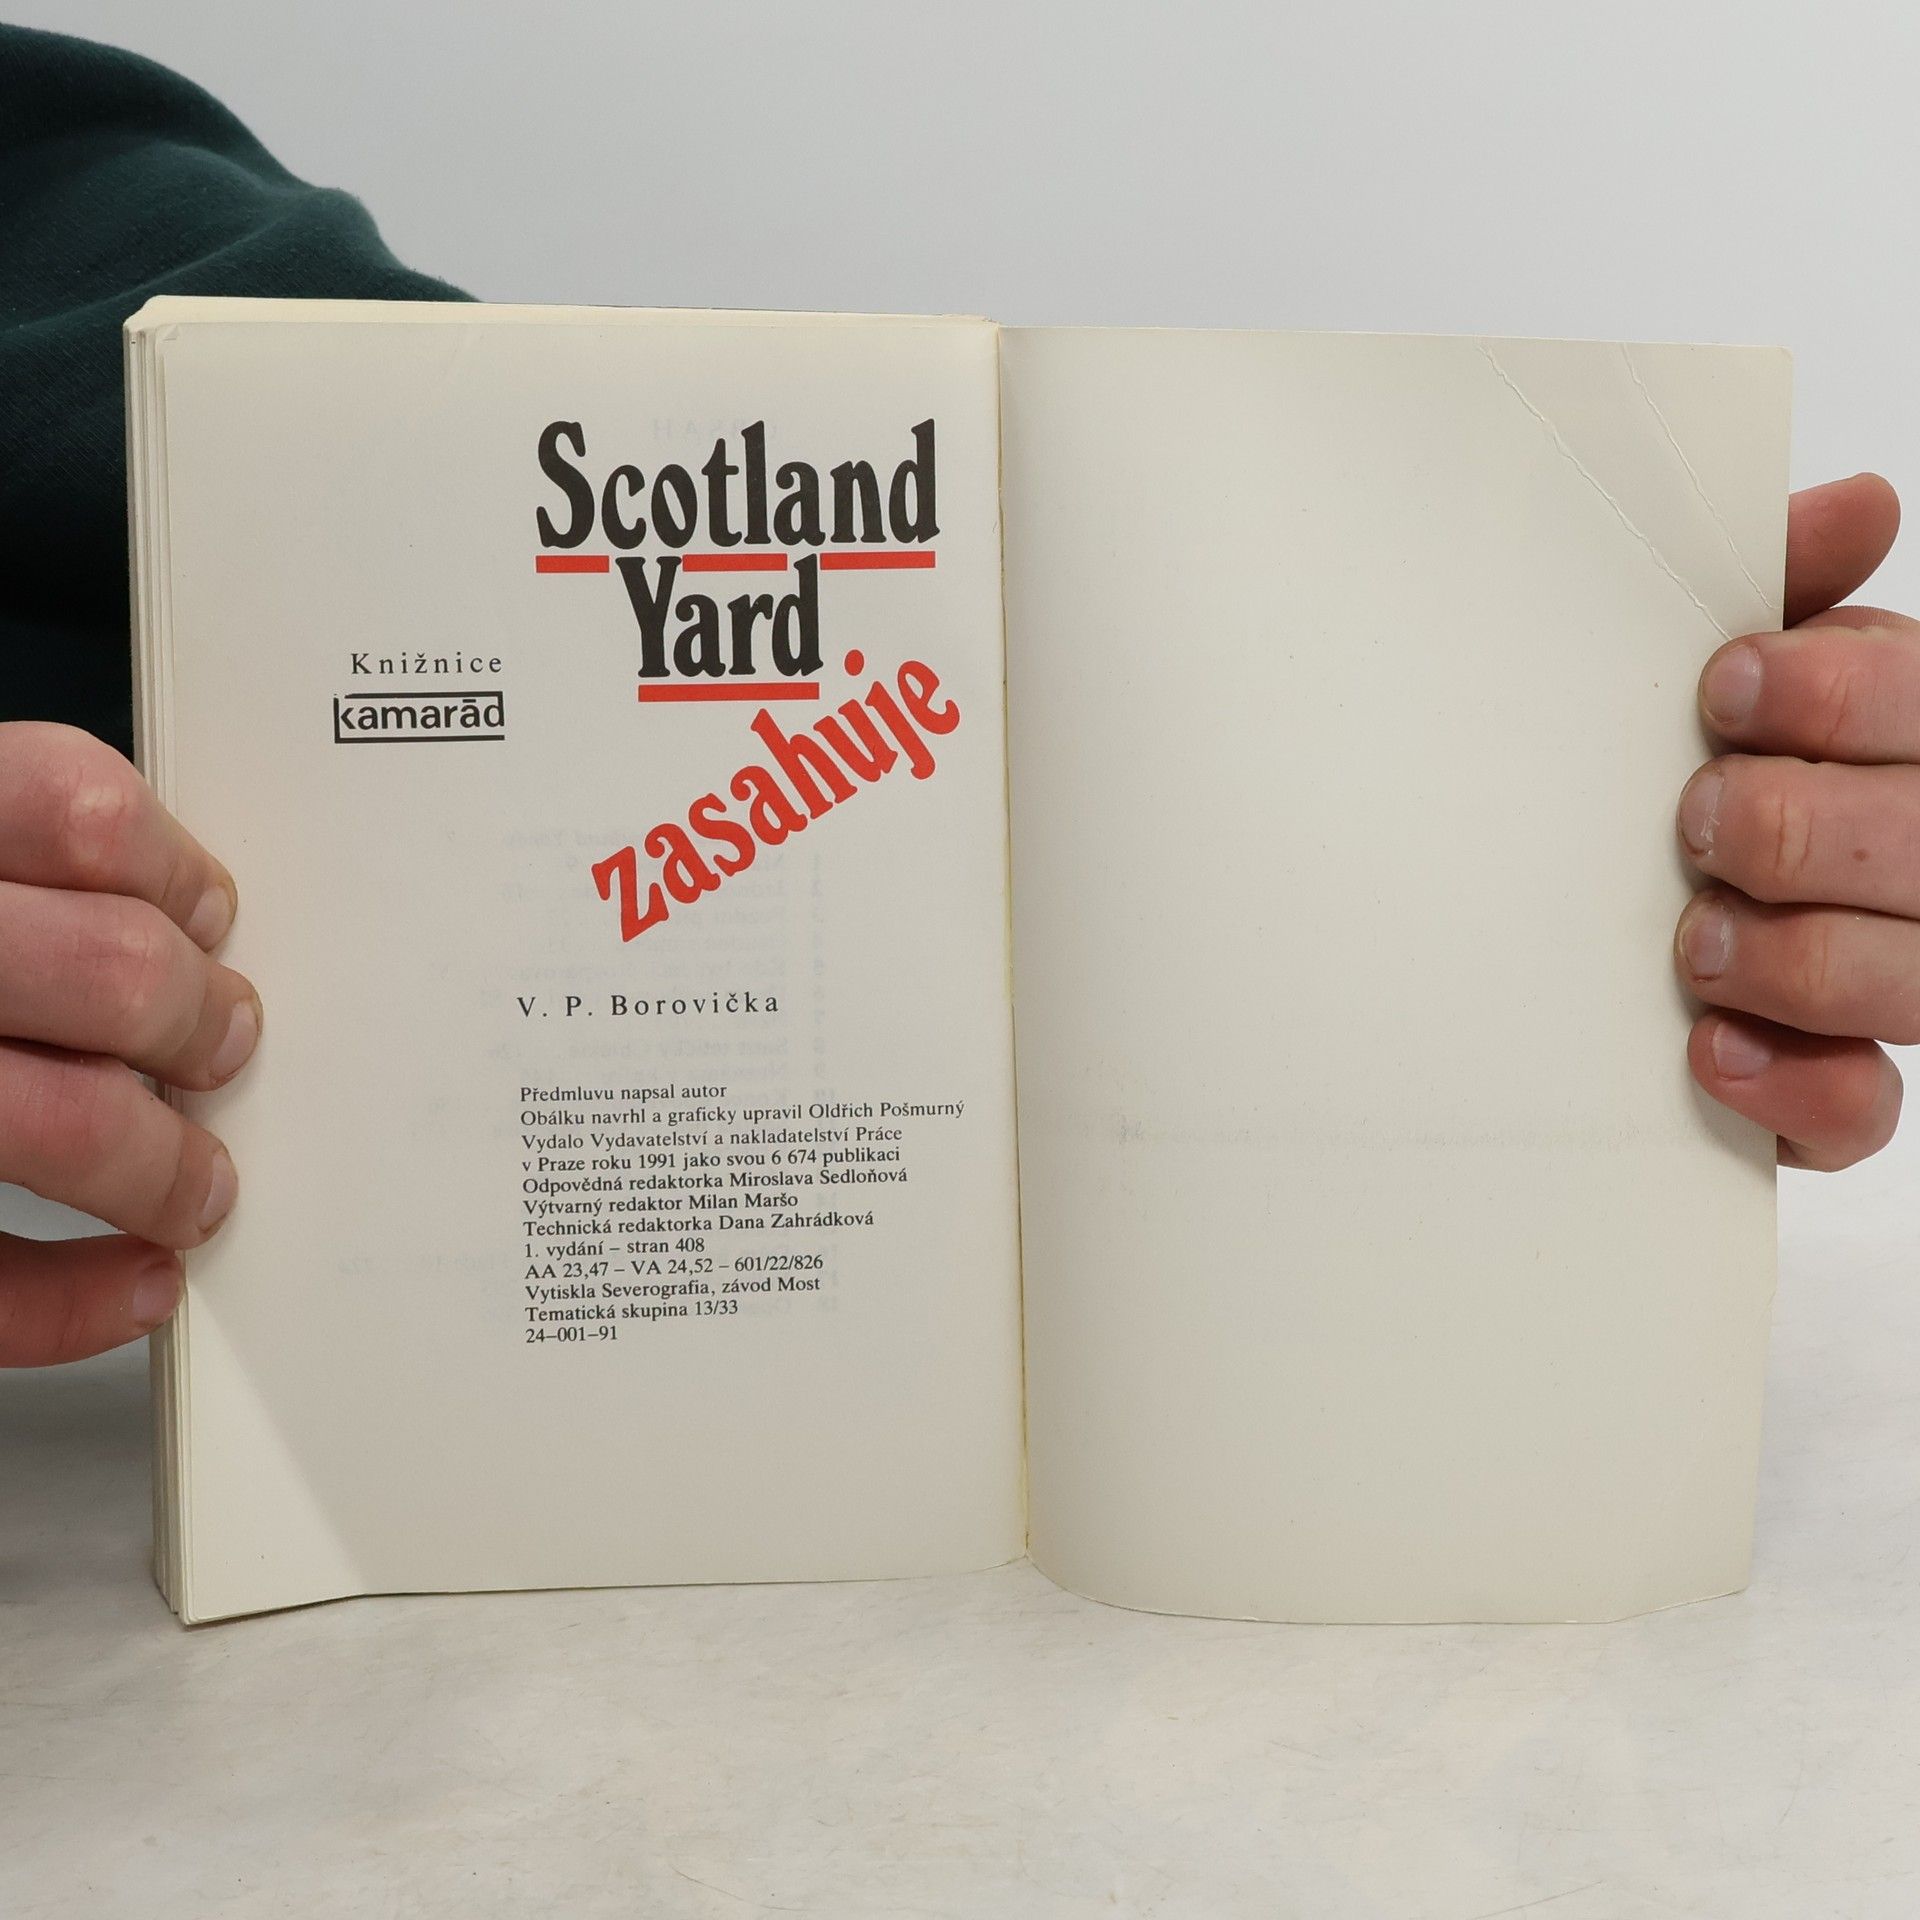 Scotland
Yard
zasahuje
Knižnice
kamarád
V. P. Borovička
Předmluvu napsal autor
Obálku navrhl a graficky upravil Oldřich Pošmurný
Vydalo Vydavatelství a nakladatelství Práce
v Praze roku 1991 jako svou 6 674 publikaci
Odpovědná redaktorka Miroslava Sedloňová
Výtvarný redaktor Milan Maršo
Technická redaktorka Dana Zahrádková
1. vydání – stran 408
AA 23,47 – VA 24,52 – 601/22/826
Vytiskla Severografia, závod Most
Tematická skupina 13/33
24–001–91